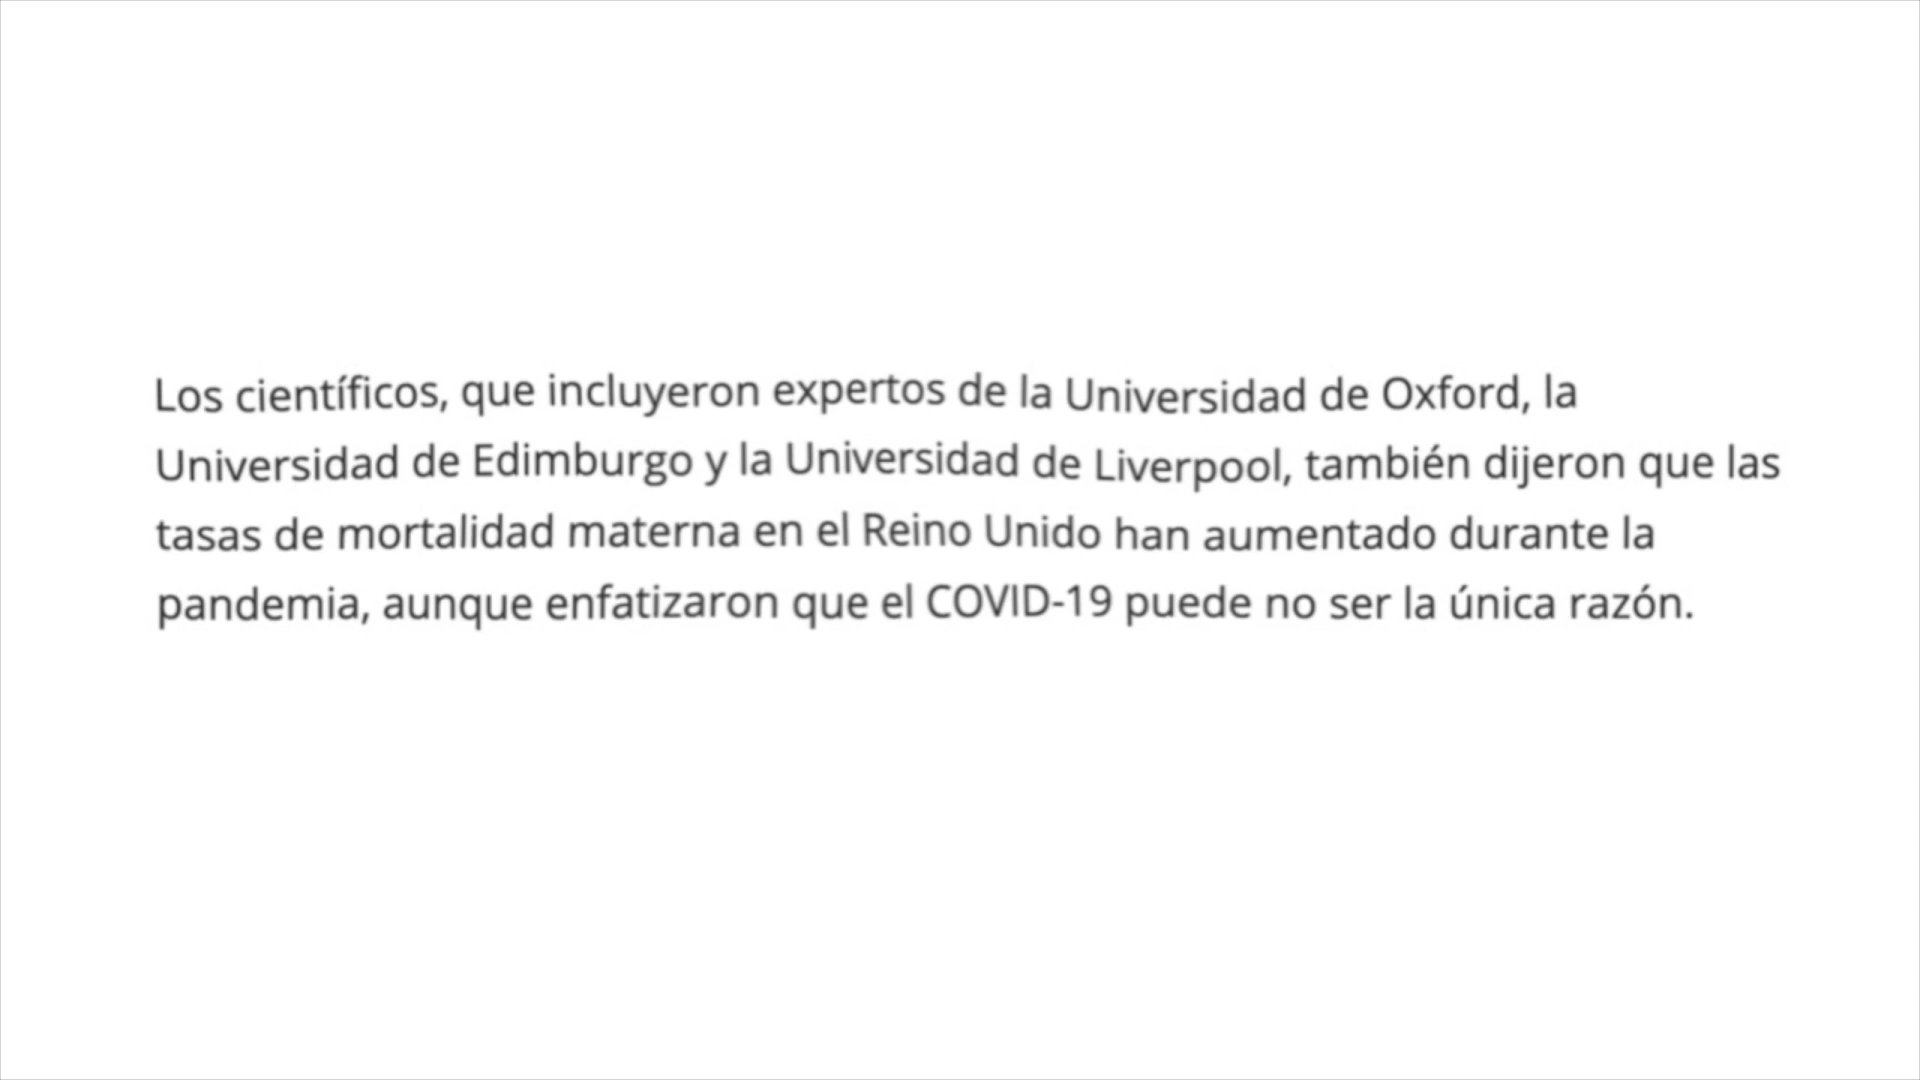 Los científicos, que incluyeron expertos de la Universidad de Oxford, la
Universidad de Edimburgo y la Universidad de Liverpool, también dijeron que las
tasas de mortalidad materna en el Reino Unido han aumentado durante la
pandemia, aunque enfatizaron que el COVID-19 puede no ser la única razón.